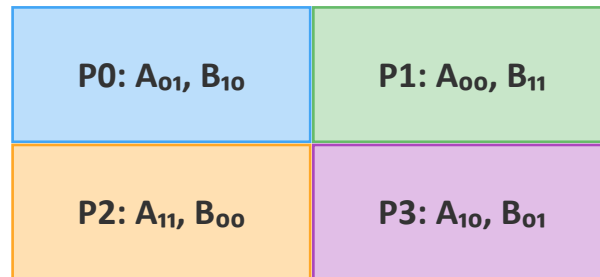 P0: A₀₁, B₁₀
P1: A₀₀, B₁₁
P2: A₁₁, B₀₀
P3: A₁₀, B₀₁